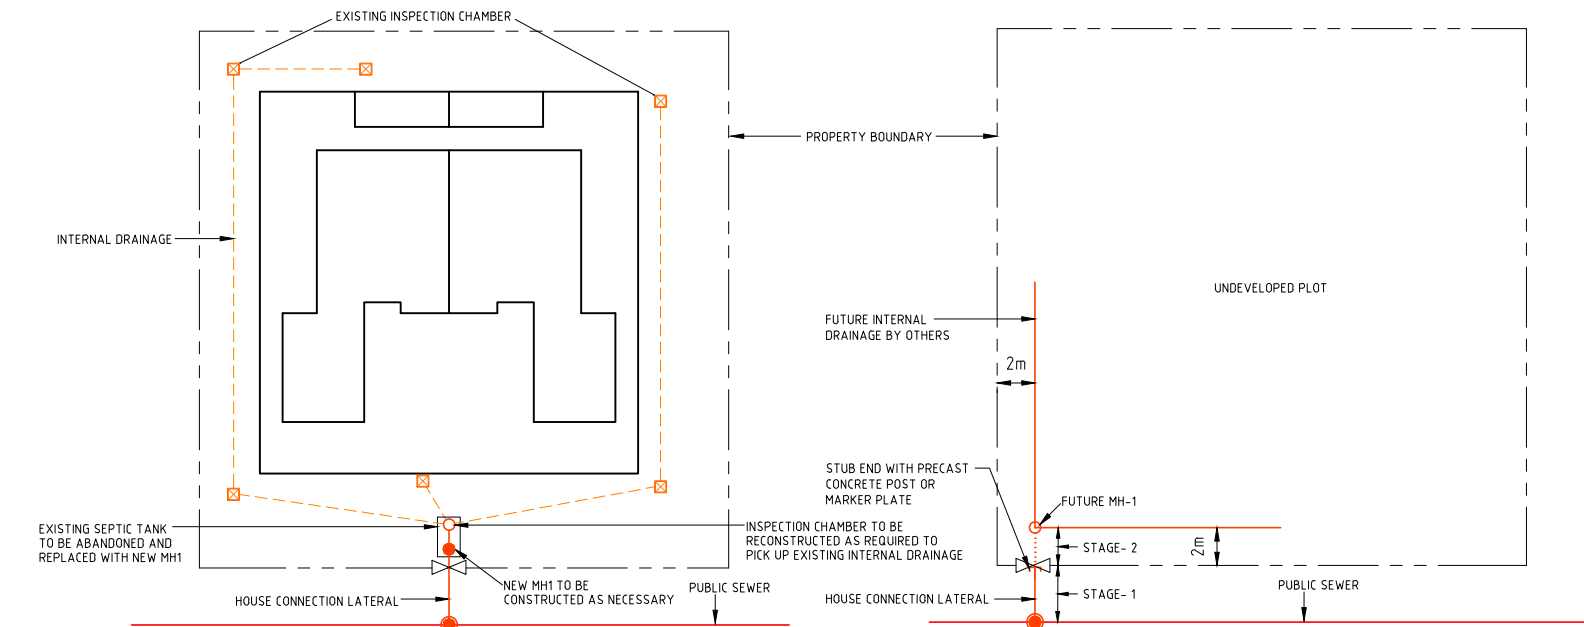 EXISTING INSPECTION CHAMBER
PROPERTY BOUNDARY
INTERNAL DRAINAGE
UNDEVELOPED PLOT
FUTURE INTERNAL
DRAINAGE BY OTHERS
2m
STUB END WITH PRECAST
CONCRETE POST OR
MARKER PLATE
FUTURE MH-1
EXISTING SEPTIC TANK
TO BE ABANDONED AND
REPLACED WITH NEW MH1
INSPECTION CHAMBER TO BE
RECONSTRUCTED AS REQUIRED TO
PICK UP EXISTING INTERNAL DRAINAGE
STAGE- 2
2m
NEW MH1 TO BE
CONSTRUCTED AS NECESSARY
PUBLIC SEWER
HOUSE CONNECTION LATERAL
HOUSE CONNECTION LATERAL
STAGE- 1
PUBLIC SEWER